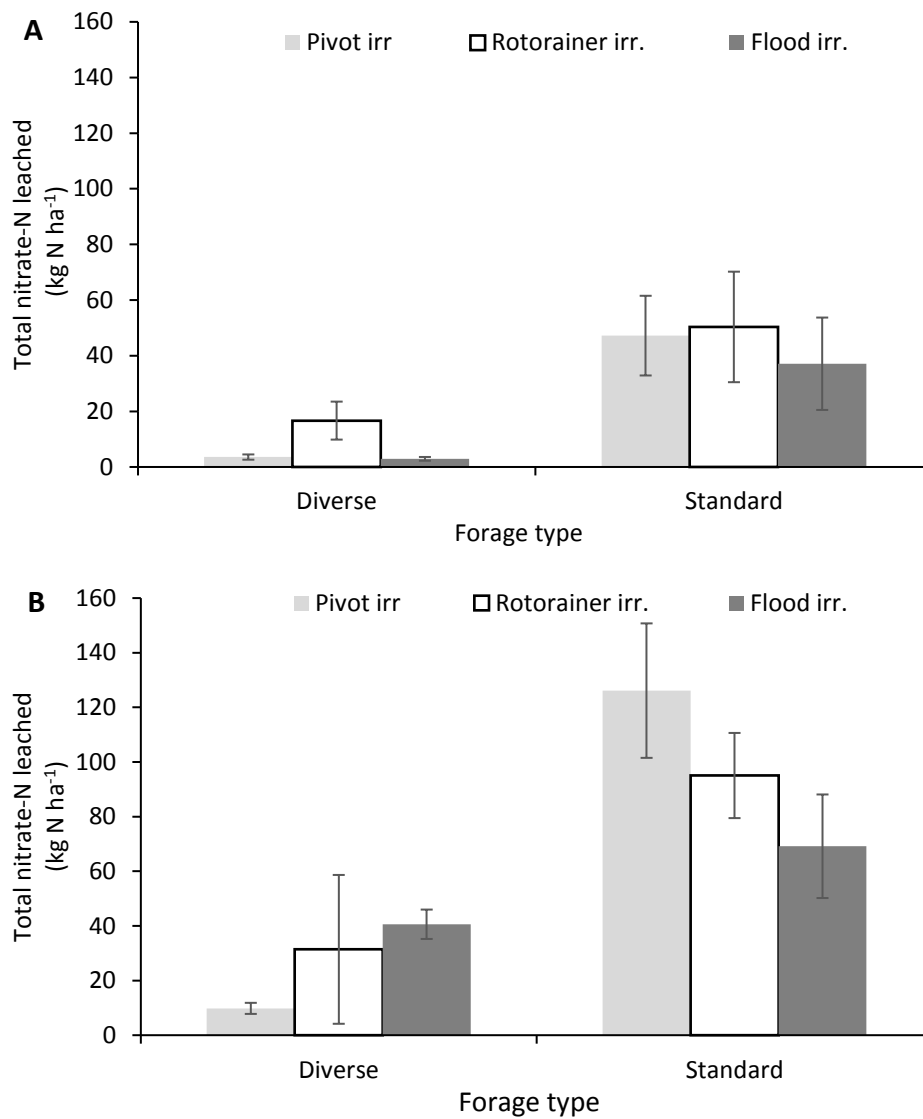 A
Pivot irr Rotorainer irr. Flood irr.
160
140
120
100
80
60
40
20
0
Total nitrate-N leached
(kg N ha⁻¹)
Diverse Standard
Forage type
B
Pivot irr Rotorainer irr. Flood irr.
160
140
120
100
80
60
40
20
0
Total nitrate-N leached
(kg N ha⁻¹)
Diverse Standard
Forage type